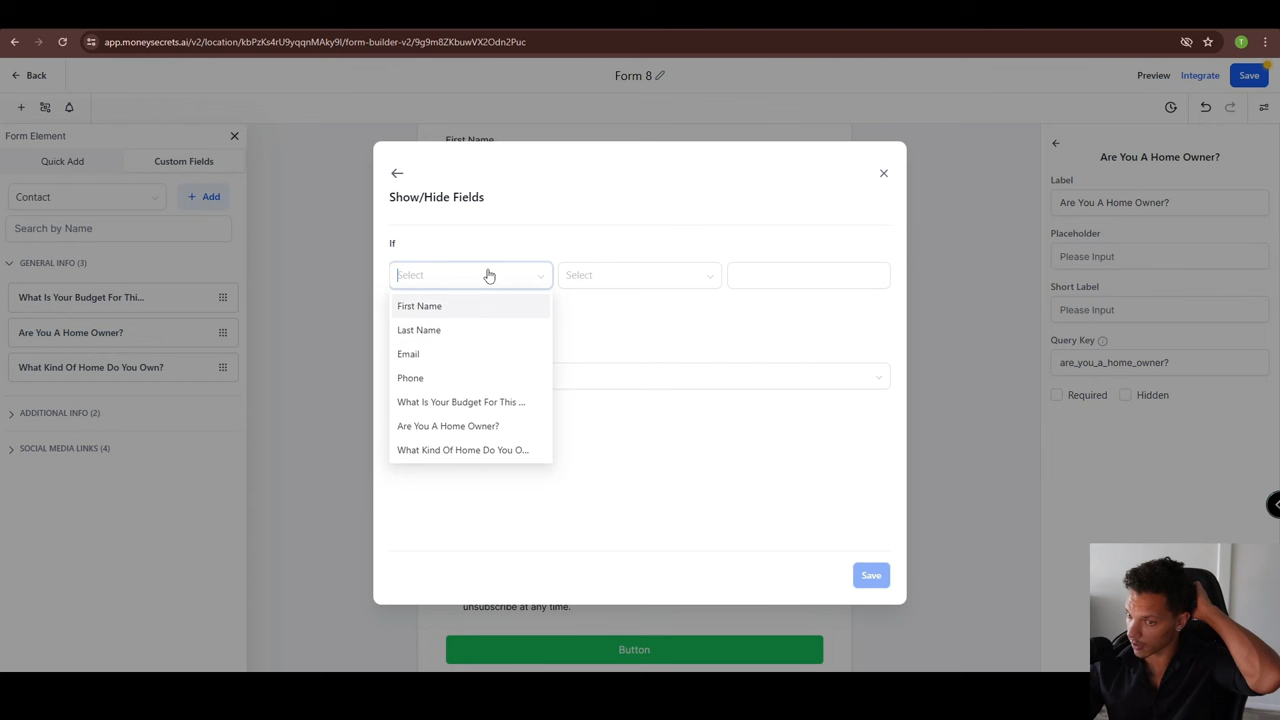 app.moneysecrets.ai/v2/location/kbPzKs4rU9yqqnMAky9l/form-builder-v2/9g9m8ZKbuwVX2Odn2Puc
T
Back
Form 8
Preview
Integrate
Save
Form Element
Quick Add
Custom Fields
Contact
+ Add
Search by Name
GENERAL INFO (3)
What Is Your Budget For Thi...
Are You A Home Owner?
What Kind Of Home Do You Own?
ADDITIONAL INFO (2)
SOCIAL MEDIA LINKS (4)
First Name
Show/Hide Fields
If
Select
Select
First Name
Last Name
Email
Phone
What Is Your Budget For This ...
Are You A Home Owner?
What Kind Of Home Do You O...
Save
unsubscribe at any time.
Button
Are You A Home Owner?
Label
Are You A Home Owner?
Placeholder
Please Input
Short Label
Please Input
Query Key
are_you_a_home_owner?
Required
Hidden